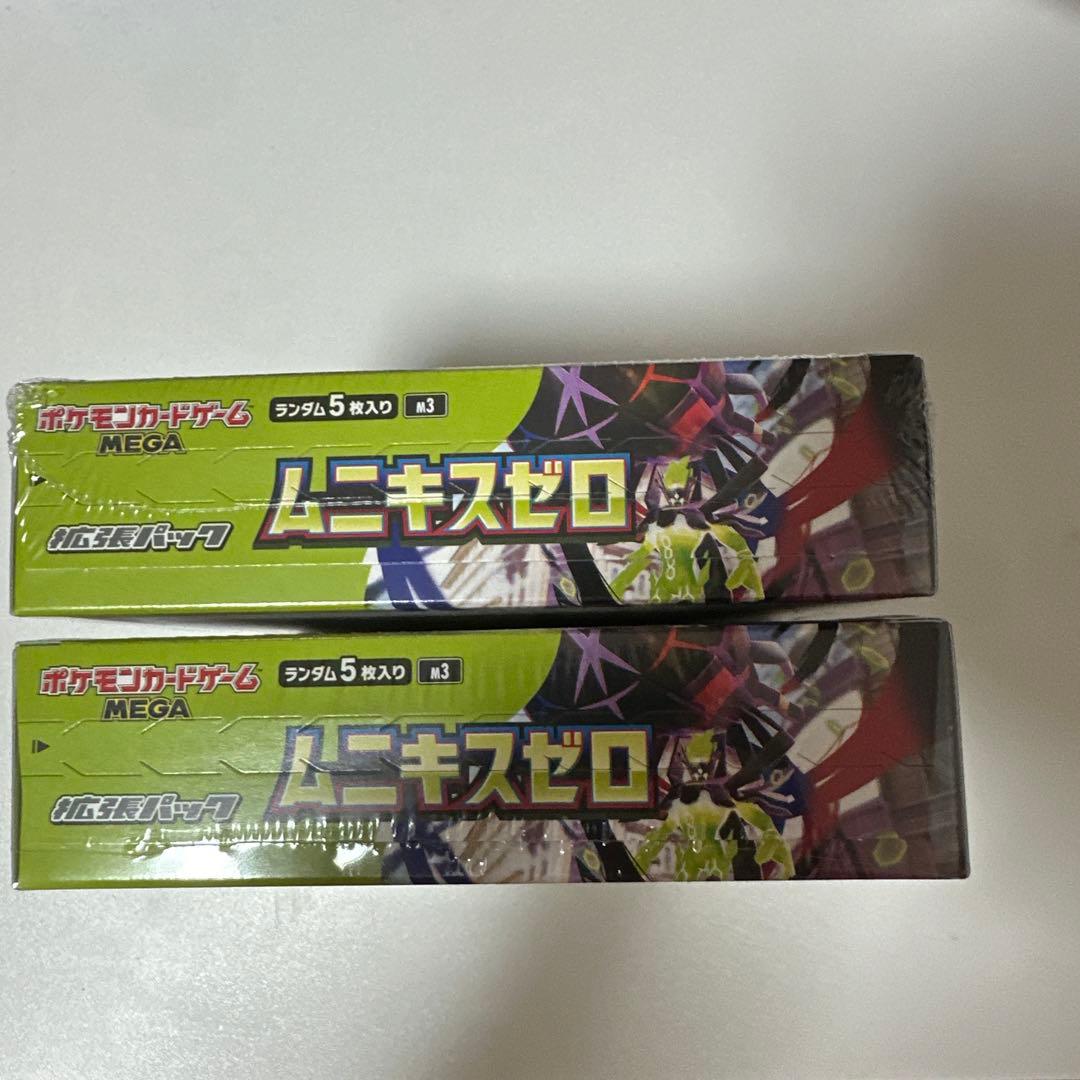 ポケモンカードゲーム
MEGA
ランダム5枚入り M3
ムニキスゼロ
拡張パック
ポケモンカードゲーム
MEGA
ランダム5枚入り M3
ムニキスゼロ
拡張パック